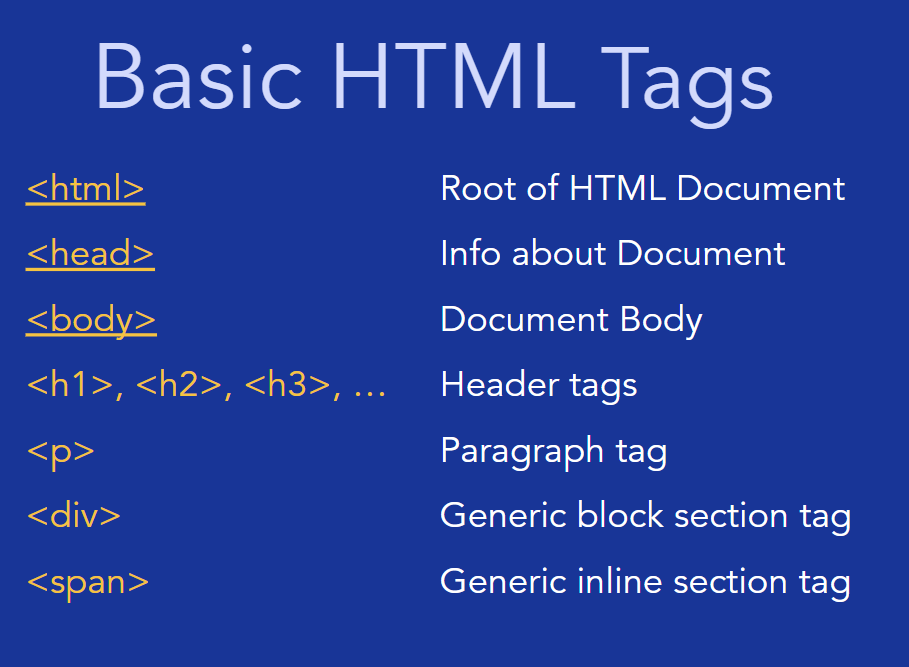 Basic HTML Tags
<html> Root of HTML Document
<head> Info about Document
<body> Document Body
<h1>, <h2>, <h3>, … Header tags
<p> Paragraph tag
<div> Generic block section tag
<span> Generic inline section tag